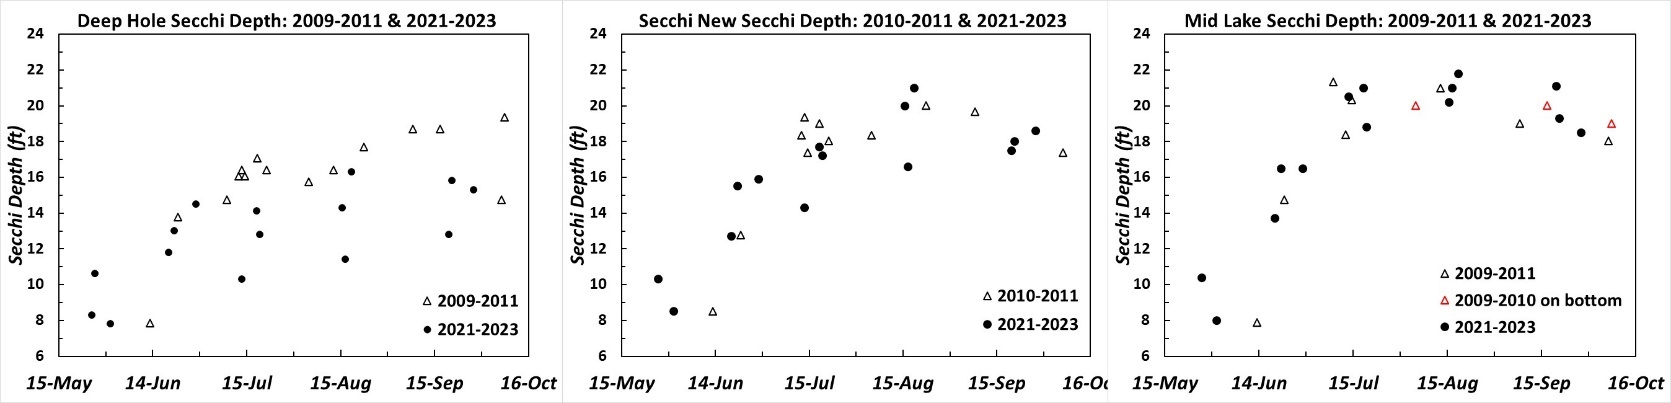 Deep Hole Secchi Depth: 2009-2011 & 2021-2023
24
22
20
18
16
14
12
10
8
6
Secchi Depth (ft)
2009-2011
2021-2023
15-May
14-Jun
15-Jul
15-Aug
15-Sep
16-Oct
Secchi New Secchi Depth: 2010-2011 & 2021-2023
24
22
20
18
16
14
12
10
8
6
Secchi Depth (ft)
2010-2011
2021-2023
15-May
14-Jun
15-Jul
15-Aug
15-Sep
16-Oc
Mid Lake Secchi Depth: 2009-2011 & 2021-2023
24
22
20
18
16
14
12
10
8
6
Secchi Depth (ft)
2009-2011
2009-2010 on bottom
2021-2023
15-May
14-Jun
15-Jul
15-Aug
15-Sep
16-Oct